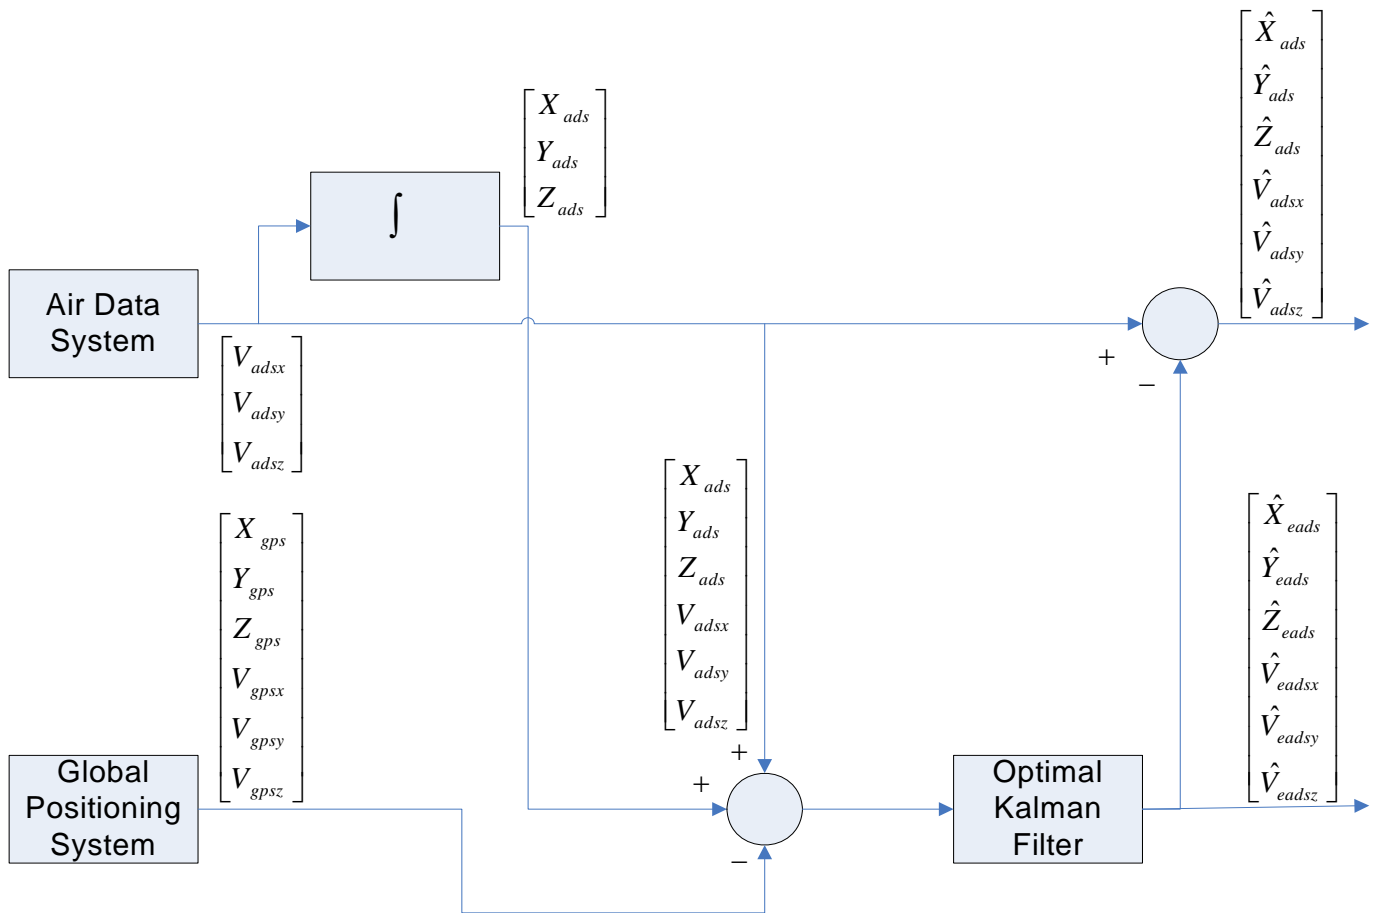 X̂ads
Ŷads
Ẑads
V̂adsx
V̂adsy
V̂adsz
Xads
Yads
Zads
∫
Air Data
System
+
−
Vadsx
Vadsy
Vadsz
Xads
Yads
Zads
Vadsx
Vadsy
Vadsz
X̂eads
Ŷeads
Ẑeads
V̂eadsx
V̂eadsy
V̂eadsz
Xgps
Ygps
Zgps
Vgpsx
Vgpsy
Vgpsz
Global
Positioning
System
+
+
−
Optimal
Kalman
Filter